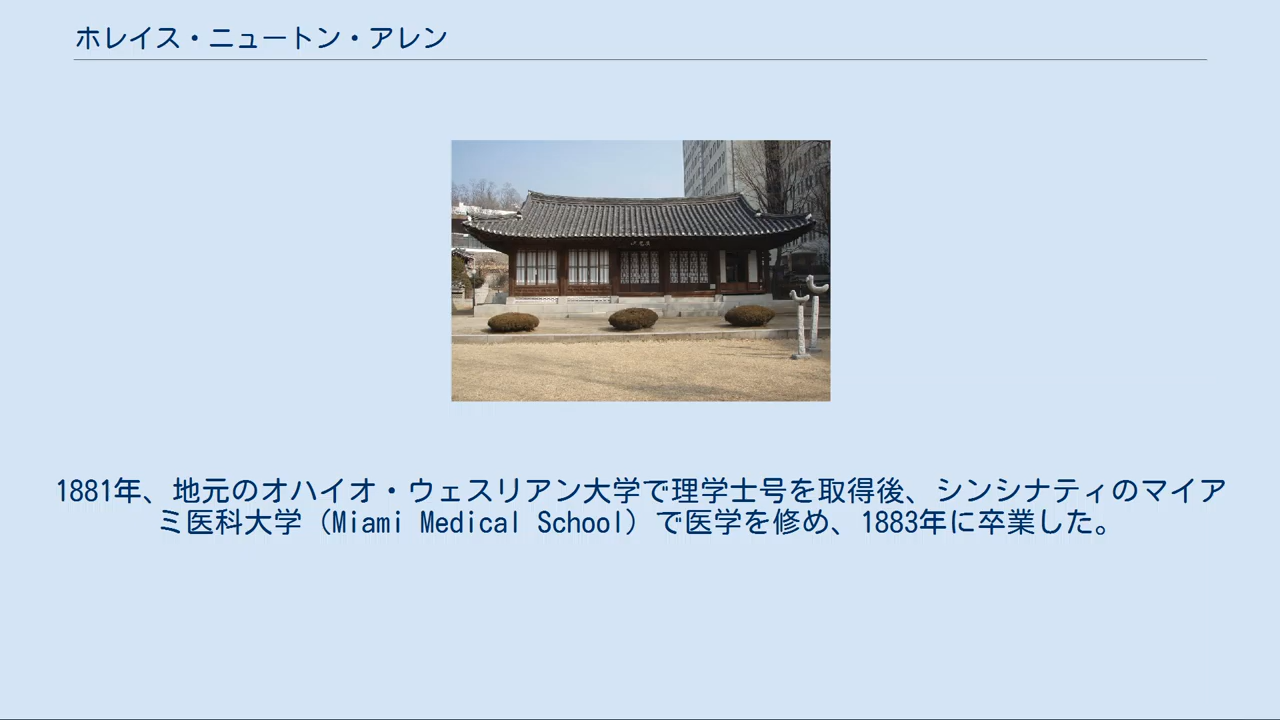 ホレイス・ニュートン・アレン
1881年、地元のオハイオ・ウェスリアン大学で理学士号を取得後、シンシナティのマイア
ミ医科大学（Miami Medical School）で医学を修め、1883年に卒業した。